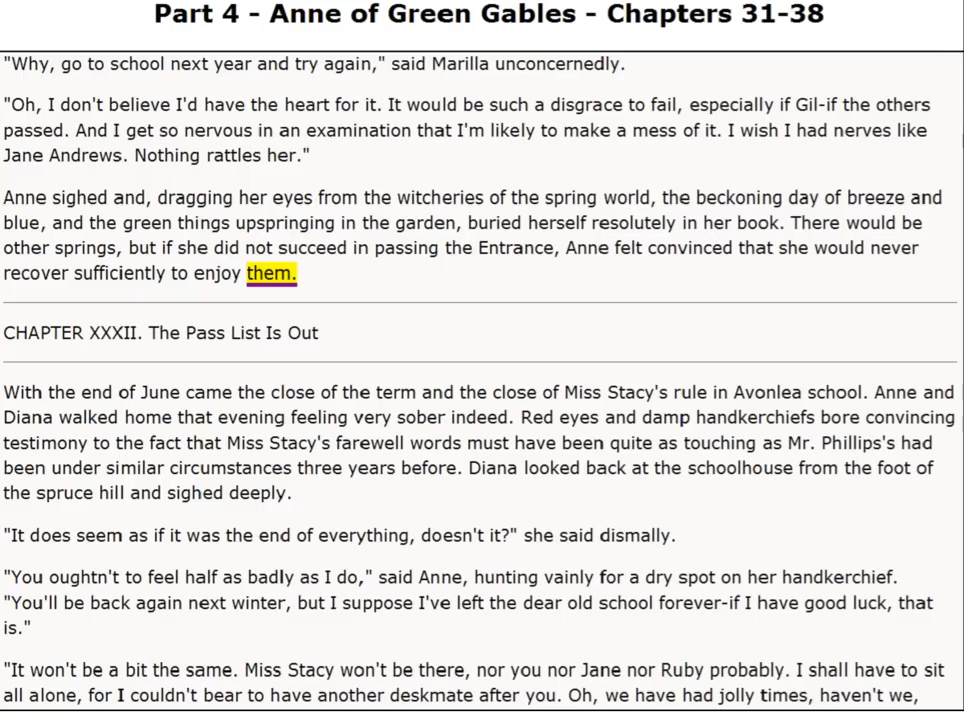 Part 4 - Anne of Green Gables - Chapters 31-38
"Why, go to school next year and try again," said Marilla unconcernedly.
"Oh, I don't believe I'd have the heart for it. It would be such a disgrace to fail, especially if Gil-if the others
passed. And I get so nervous in an examination that I'm likely to make a mess of it. I wish I had nerves like
Jane Andrews. Nothing rattles her."
Anne sighed and, dragging her eyes from the witcheries of the spring world, the beckoning day of breeze and
blue, and the green things upspringing in the garden, buried herself resolutely in her book. There would be
other springs, but if she did not succeed in passing the Entrance, Anne felt convinced that she would never
recover sufficiently to enjoy them.
CHAPTER XXXII. The Pass List Is Out
With the end of June came the close of the term and the close of Miss Stacy's rule in Avonlea school. Anne and
Diana walked home that evening feeling very sober indeed. Red eyes and damp handkerchiefs bore convincing
testimony to the fact that Miss Stacy's farewell words must have been quite as touching as Mr. Phillips's had
been under similar circumstances three years before. Diana looked back at the schoolhouse from the foot of
the spruce hill and sighed deeply.
"It does seem as if it was the end of everything, doesn't it?" she said dismally.
"You oughtn't to feel half as badly as I do," said Anne, hunting vainly for a dry spot on her handkerchief.
"You'll be back again next winter, but I suppose I've left the dear old school forever-if I have good luck, that
is."
"It won't be a bit the same. Miss Stacy won't be there, nor you nor Jane nor Ruby probably. I shall have to sit
all alone, for I couldn't bear to have another deskmate after you. Oh, we have had jolly times, haven't we,